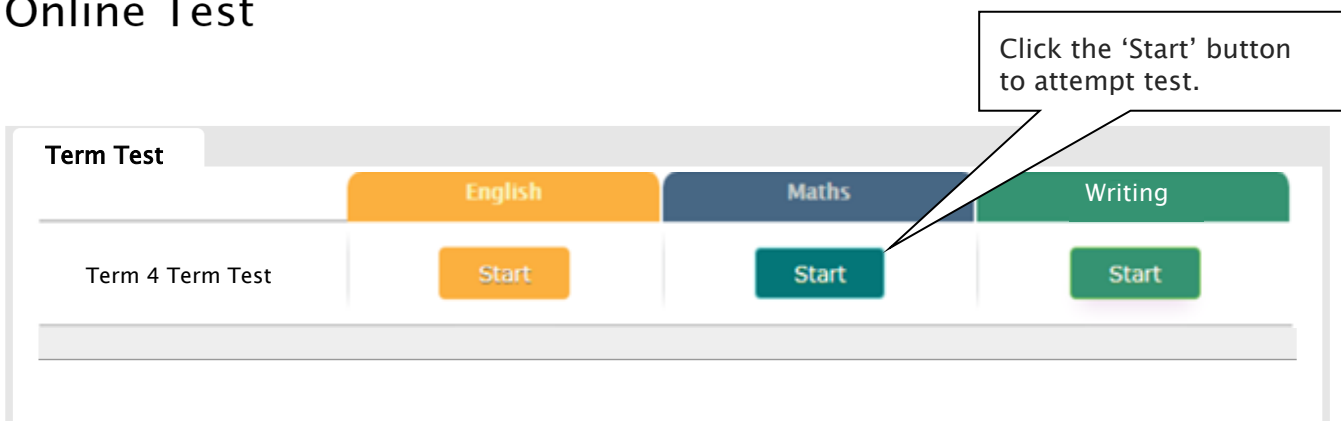 Online Test
Click the ‘Start’ button
to attempt test.
Term Test
English Maths Writing
Term 4 Term Test Start Start Start